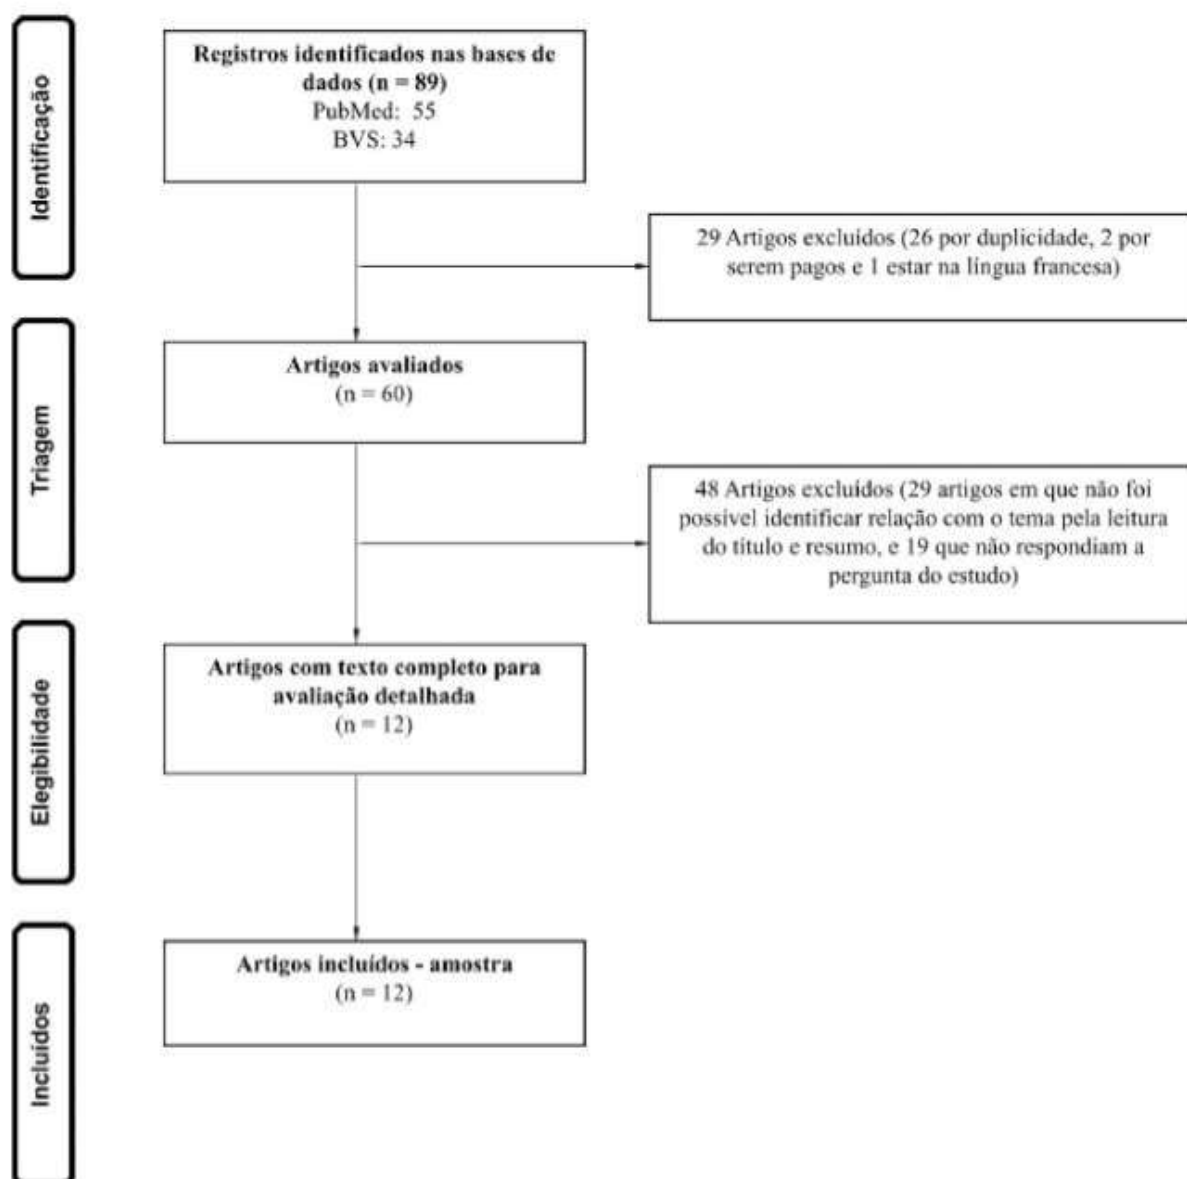 Identificação
Registros identificados nas bases de
dados (n = 89)
PubMed: 55
BVS: 34
29 Artigos excluídos (26 por duplicidade, 2 por
serem pagos e 1 estar na língua francesa)
Triagem
Artigos avaliados
(n = 60)
48 Artigos excluídos (29 artigos em que não foi
possível identificar relação com o tema pela leitura
do título e resumo, e 19 que não respondiam a
pergunta do estudo)
Elegibilidade
Artigos com texto completo para
avaliação detalhada
(n = 12)
Incluídos
Artigos incluídos - amostra
(n = 12)